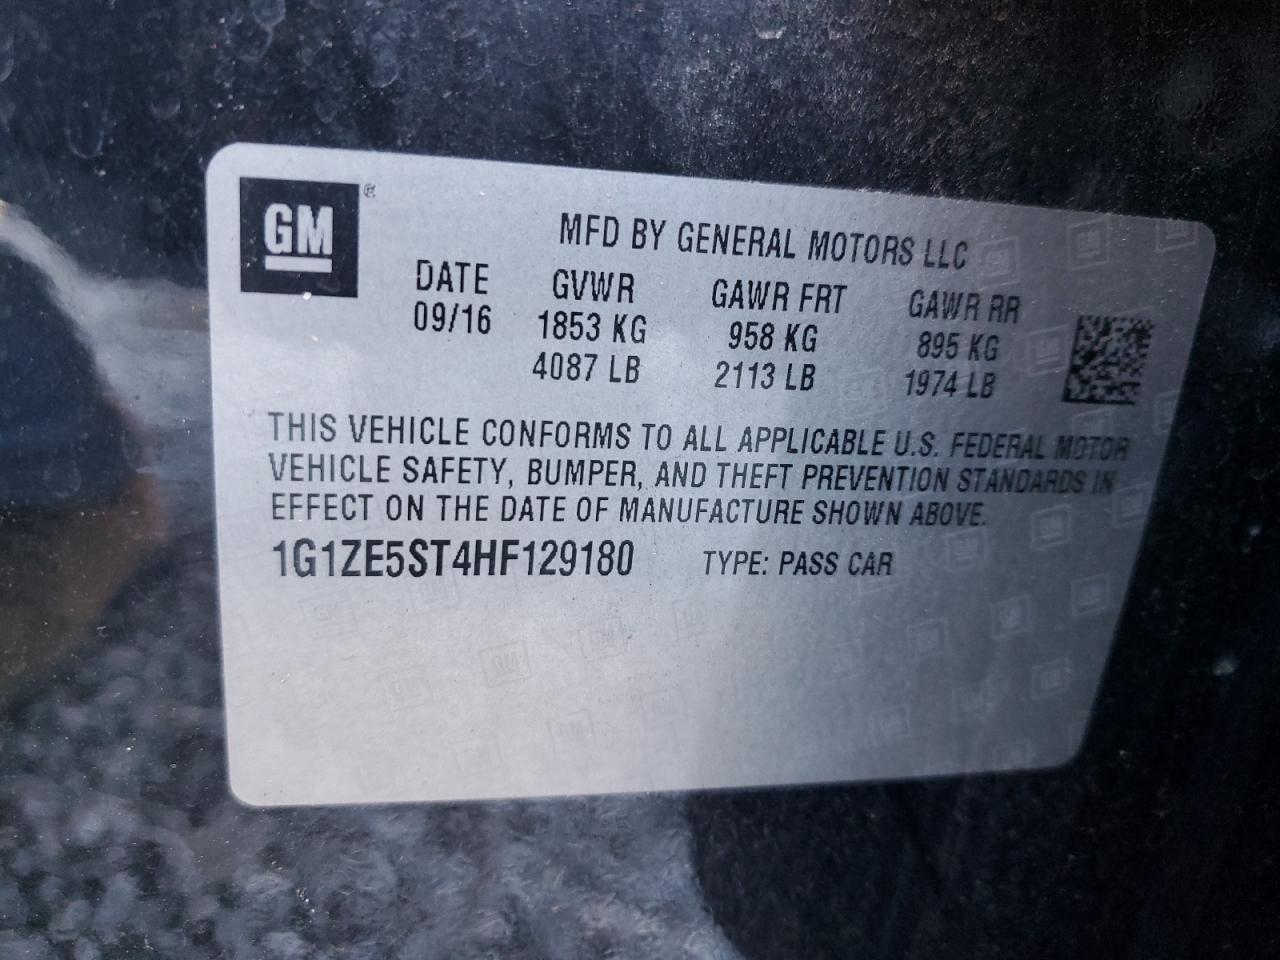 GM ®
MFD BY GENERAL MOTORS LLC
DATE GVWR GAWR FRT GAWR RR
09/16 1853 KG 958 KG 895 KG
4087 LB 2113 LB 1974 LB
THIS VEHICLE CONFORMS TO ALL APPLICABLE U.S. FEDERAL MOTOR
VEHICLE SAFETY, BUMPER, AND THEFT PREVENTION STANDARDS IN
EFFECT ON THE DATE OF MANUFACTURE SHOWN ABOVE.
1G1ZE5ST4HF129180 TYPE: PASS CAR